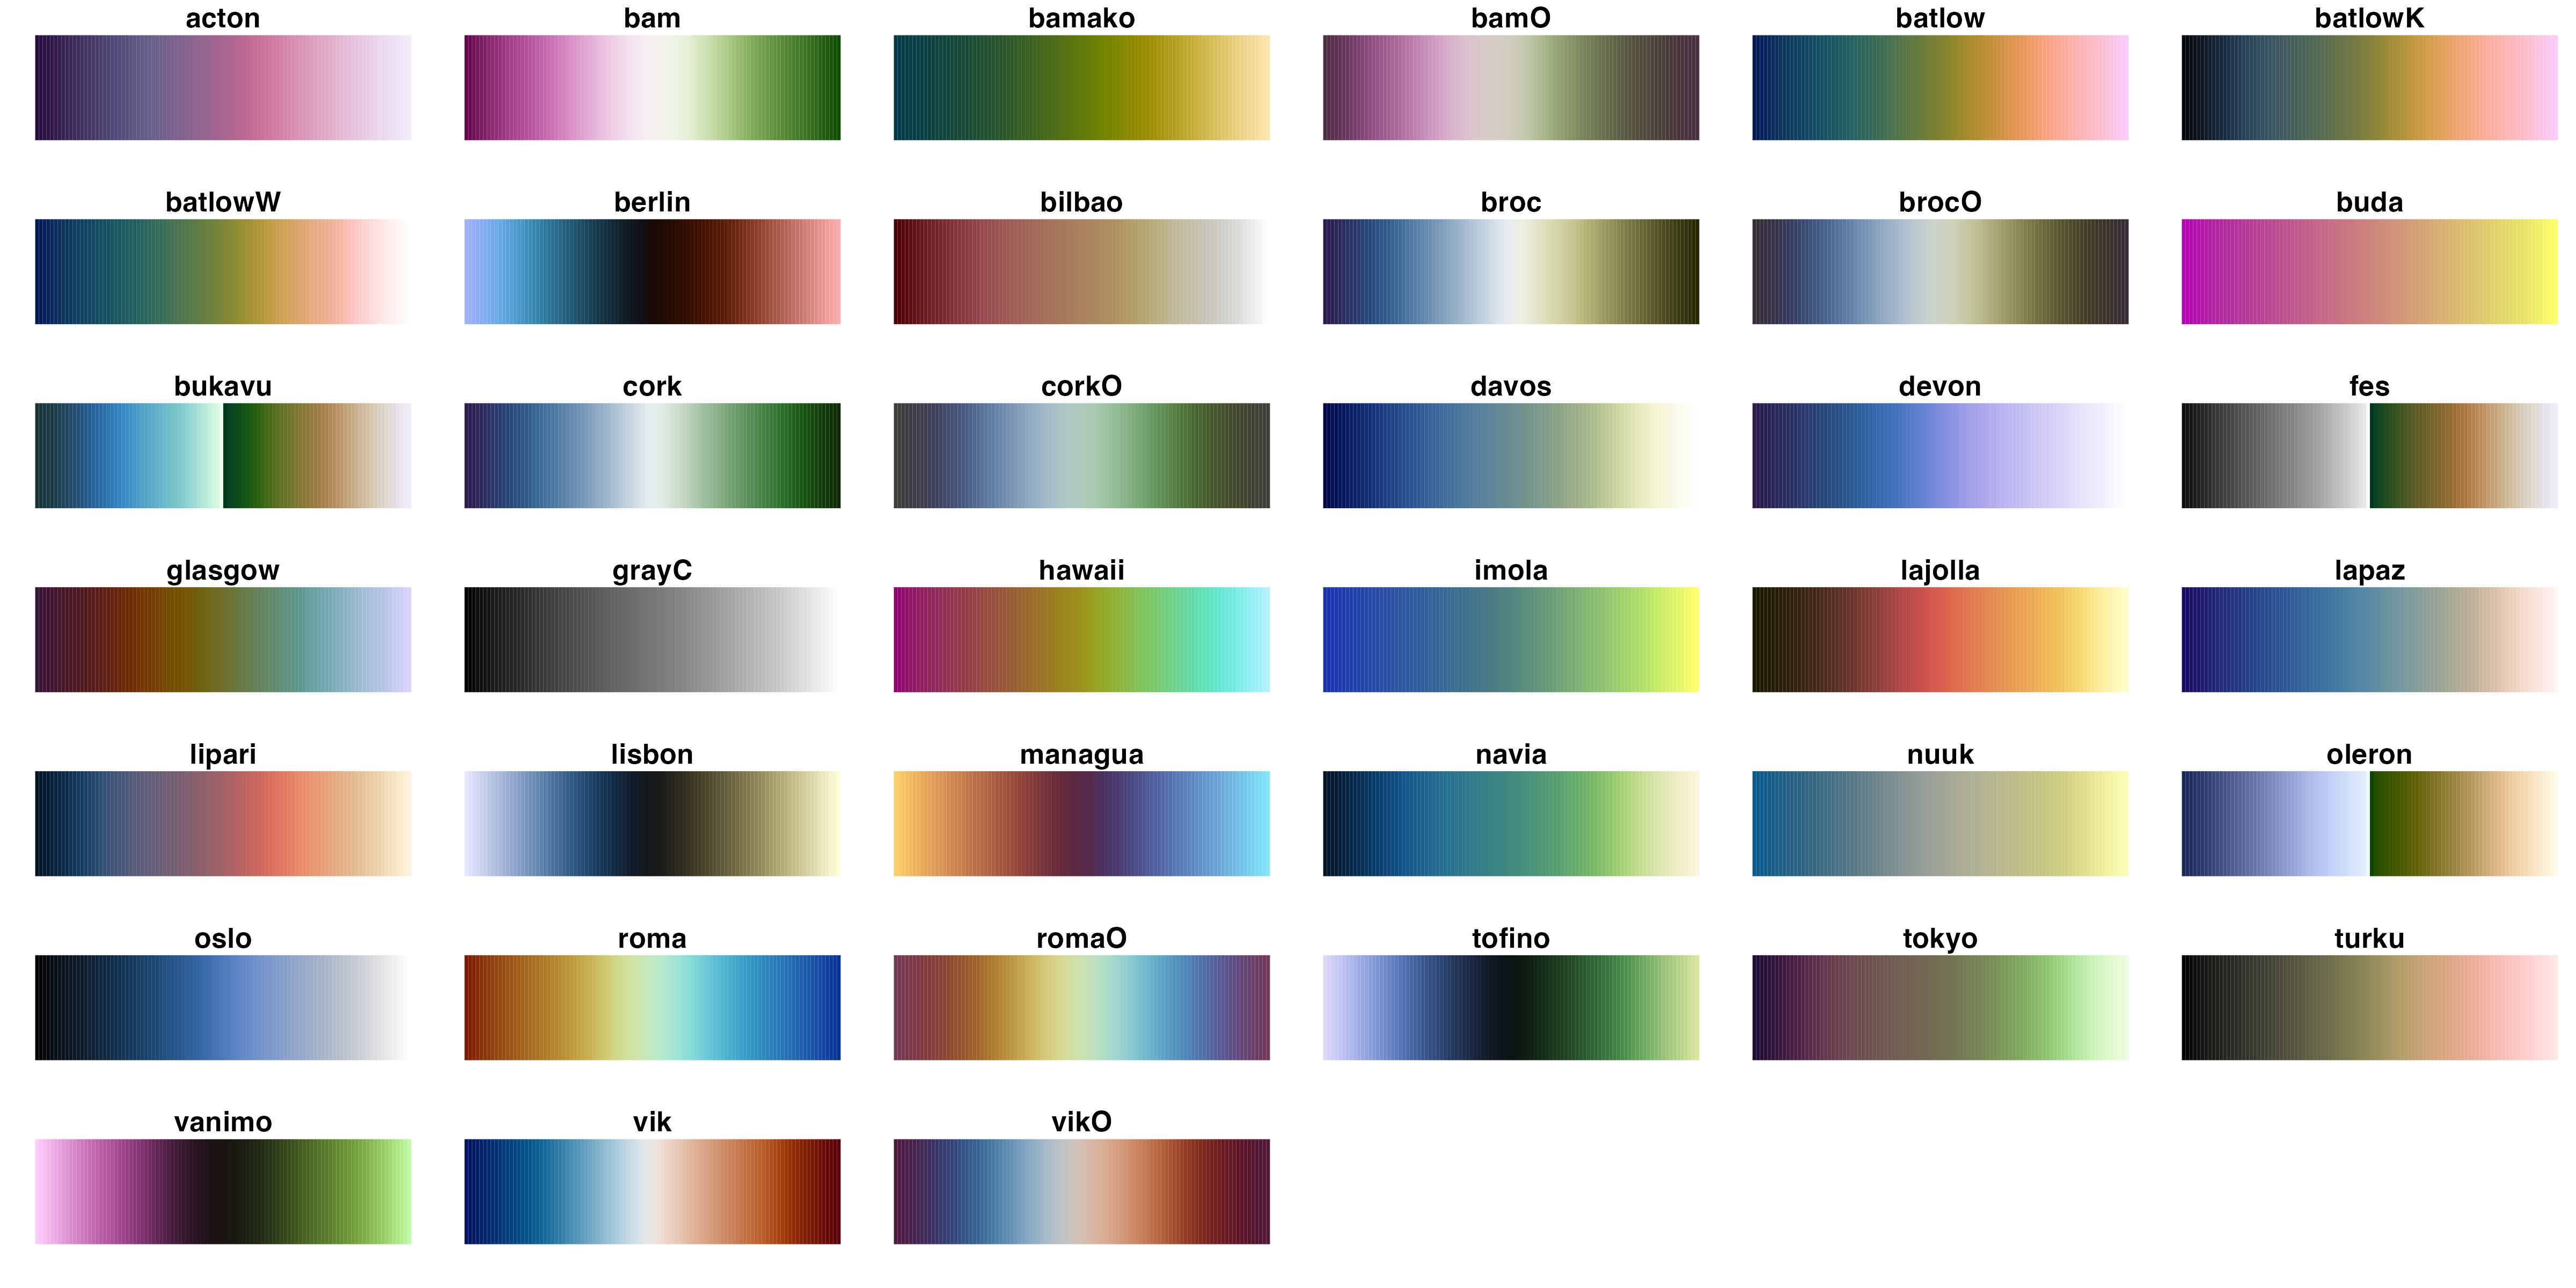 acton bam bamako bamO batlow batlowK
batlowW berlin bilbao broc brocO buda
bukavu cork corkO davos devon fes
glasgow grayC hawaii imola lajolla lapaz
lipari lisbon managua navia nuuk oleron
oslo roma romaO tofino tokyo turku
vanimo vik vikO